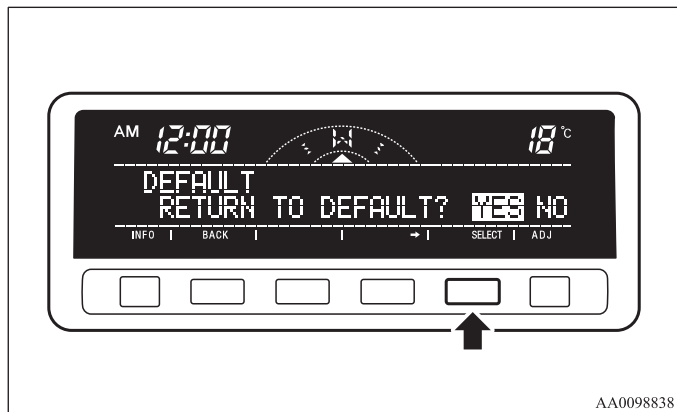 AM 12:00 18 °C
DEFAULT
RETURN TO DEFAULT? YES NO
INFO BACK → SELECT ADJ
AA0098838